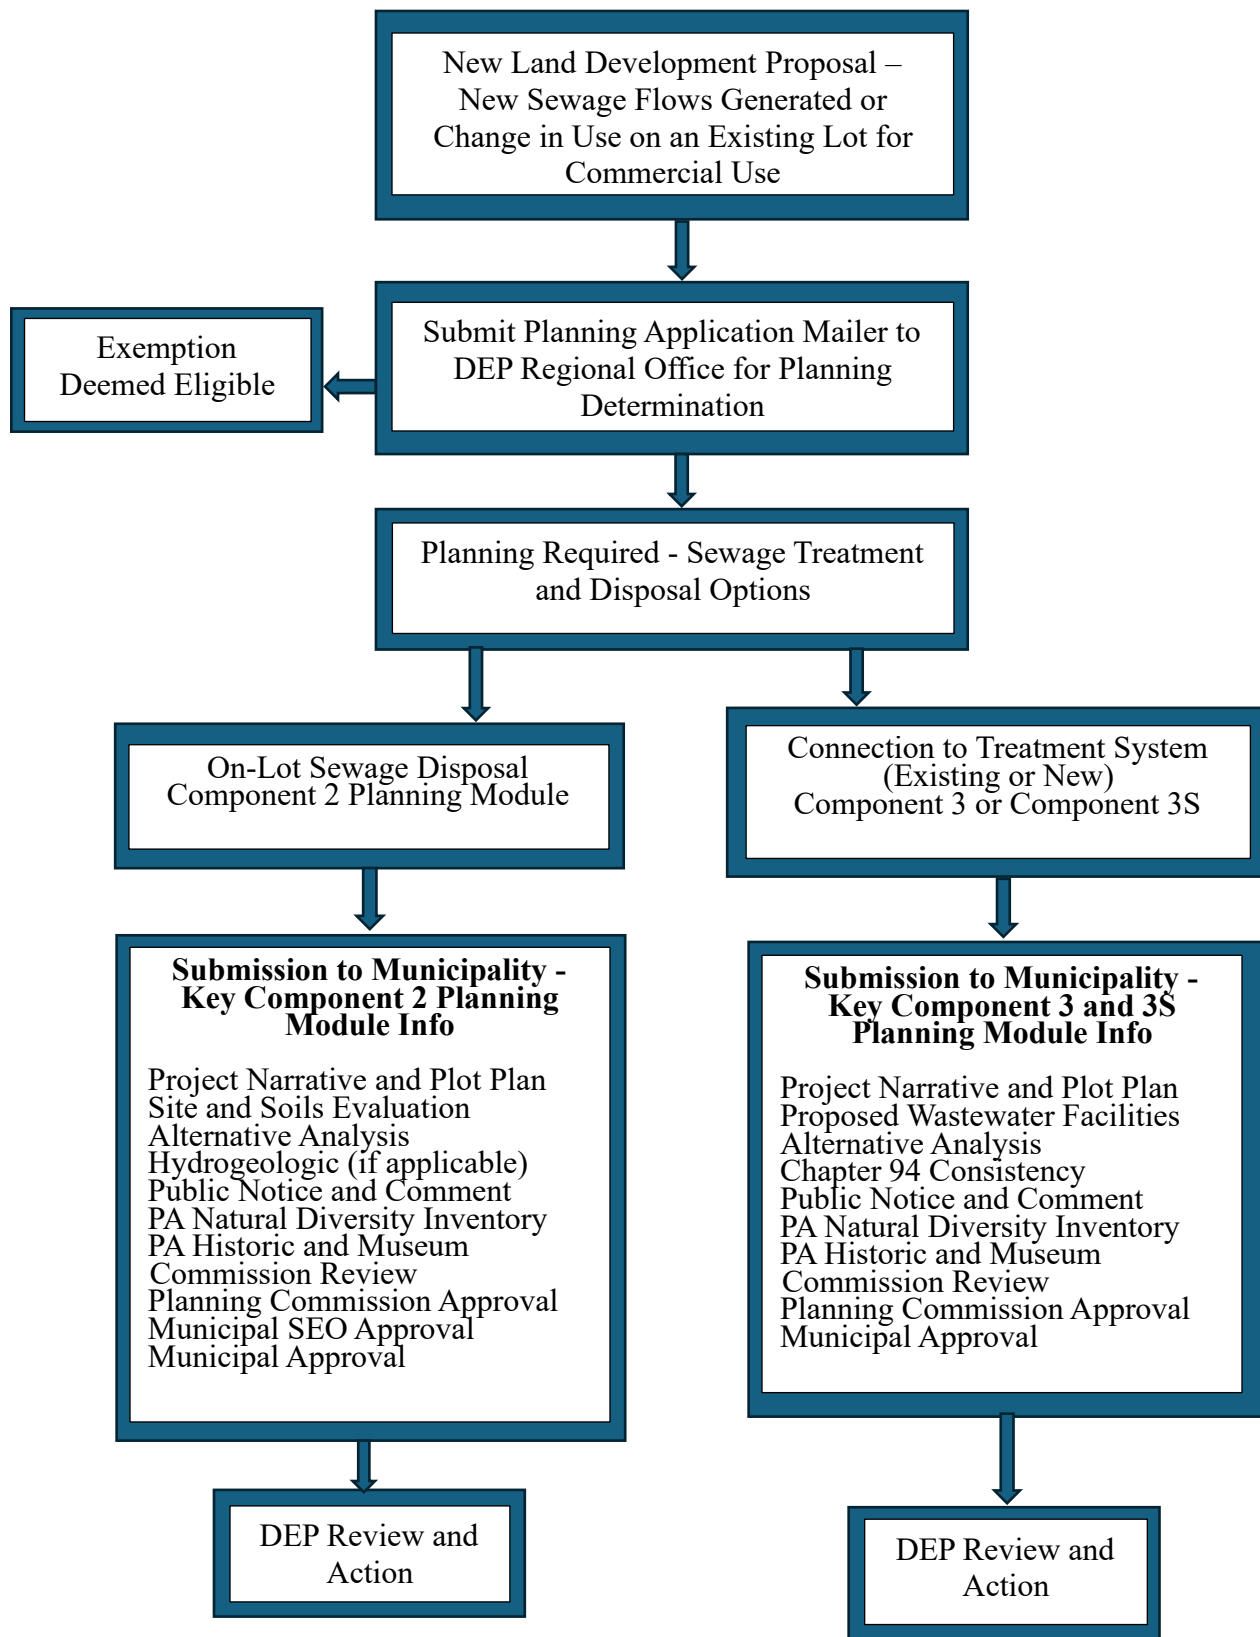 New Land Development Proposal –
New Sewage Flows Generated or
Change in Use on an Existing Lot for
Commercial Use
Submit Planning Application Mailer to
DEP Regional Office for Planning
Determination
Exemption
Deemed Eligible
Planning Required - Sewage Treatment
and Disposal Options
On-Lot Sewage Disposal
Component 2 Planning Module
Connection to Treatment System
(Existing or New)
Component 3 or Component 3S
Submission to Municipality -
Key Component 2 Planning
Module Info
Project Narrative and Plot Plan
Site and Soils Evaluation
Alternative Analysis
Hydrogeologic (if applicable)
Public Notice and Comment
PA Natural Diversity Inventory
PA Historic and Museum
Commission Review
Planning Commission Approval
Municipal SEO Approval
Municipal Approval
Submission to Municipality -
Key Component 3 and 3S
Planning Module Info
Project Narrative and Plot Plan
Proposed Wastewater Facilities
Alternative Analysis
Chapter 94 Consistency
Public Notice and Comment
PA Natural Diversity Inventory
PA Historic and Museum
Commission Review
Planning Commission Approval
Municipal Approval
DEP Review and
Action
DEP Review and
Action